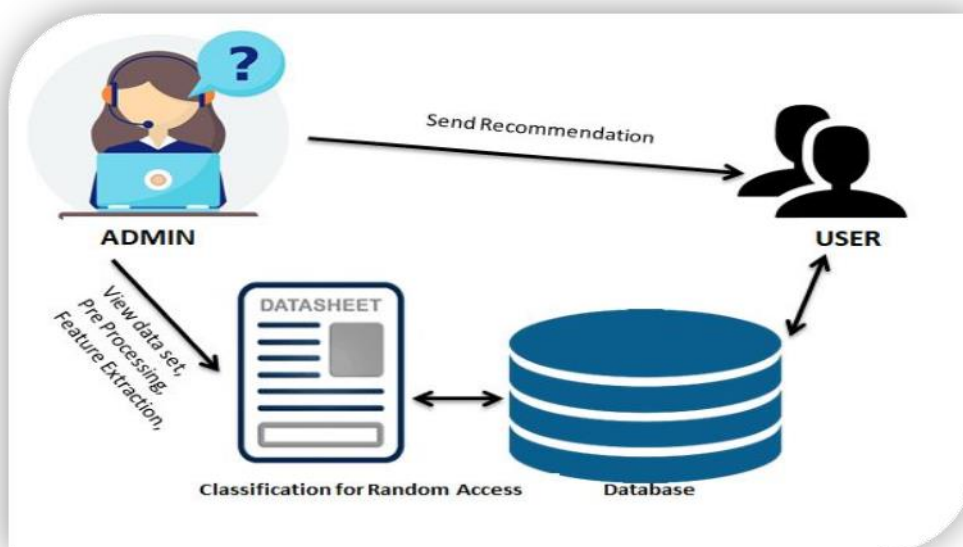 ?
Send Recommendation
ADMIN
USER
View data set,
Pre Processing,
Feature Extraction,
DATASHEET
Classification for Random Access
Database